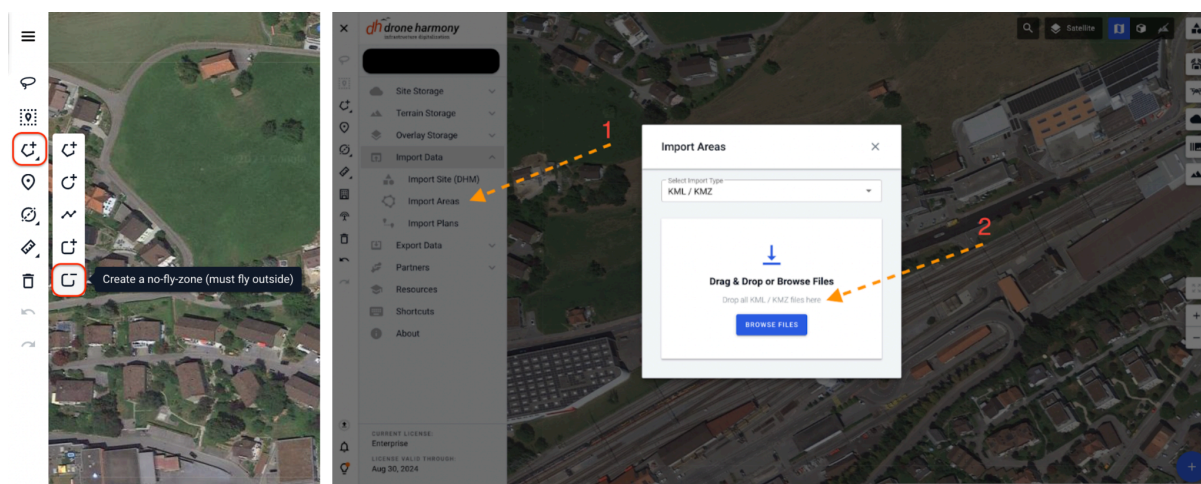 Create a no-fly-zone (must fly outside)
dh drone harmony
infrastructure digitalization
Site Storage
Terrain Storage
Overlay Storage
Import Data
Import Site (DHM)
Import Areas
Import Plans
Export Data
Partners
Resources
Shortcuts
About
CURRENT LICENSE:
Enterprise
LICENSE VALID THROUGH:
Aug 30, 2024
1
Satellite
Import Areas
Select Import Type
KML / KMZ
2
Drag & Drop or Browse Files
Drop all KML / KMZ files here
BROWSE FILES